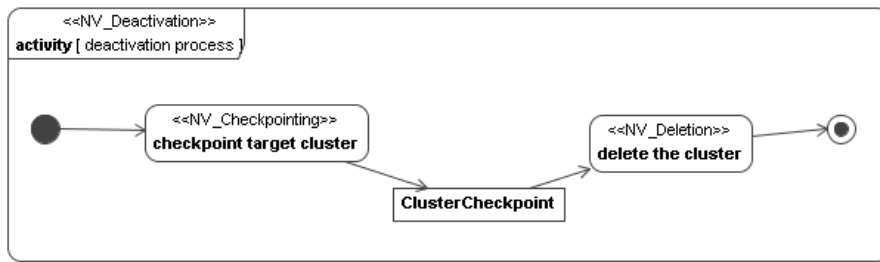 <<NV_Deactivation>>
activity [ deactivation process ]
<<NV_Checkpointing>>
checkpoint target cluster
<<NV_Deletion>>
delete the cluster
ClusterCheckpoint